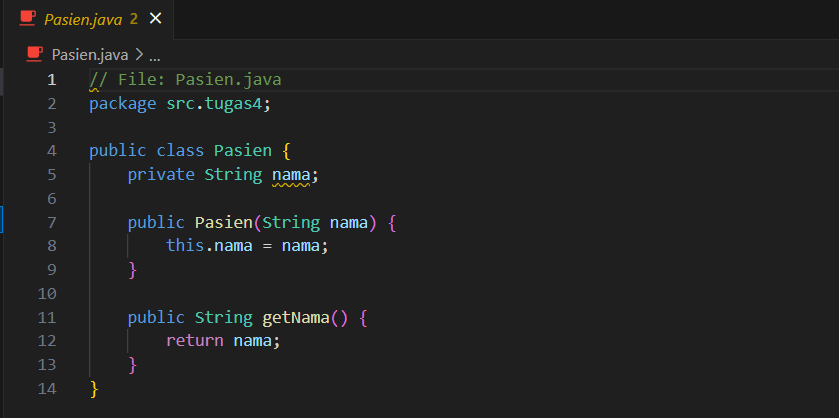 Pasien.java 2 ×
Pasien.java > ...
1 // File: Pasien.java
2 package src.tugas4;
3
4 public class Pasien {
5     private String nama;
6
7     public Pasien(String nama) {
8         this.nama = nama;
9     }
10
11     public String getNama() {
12         return nama;
13     }
14 }